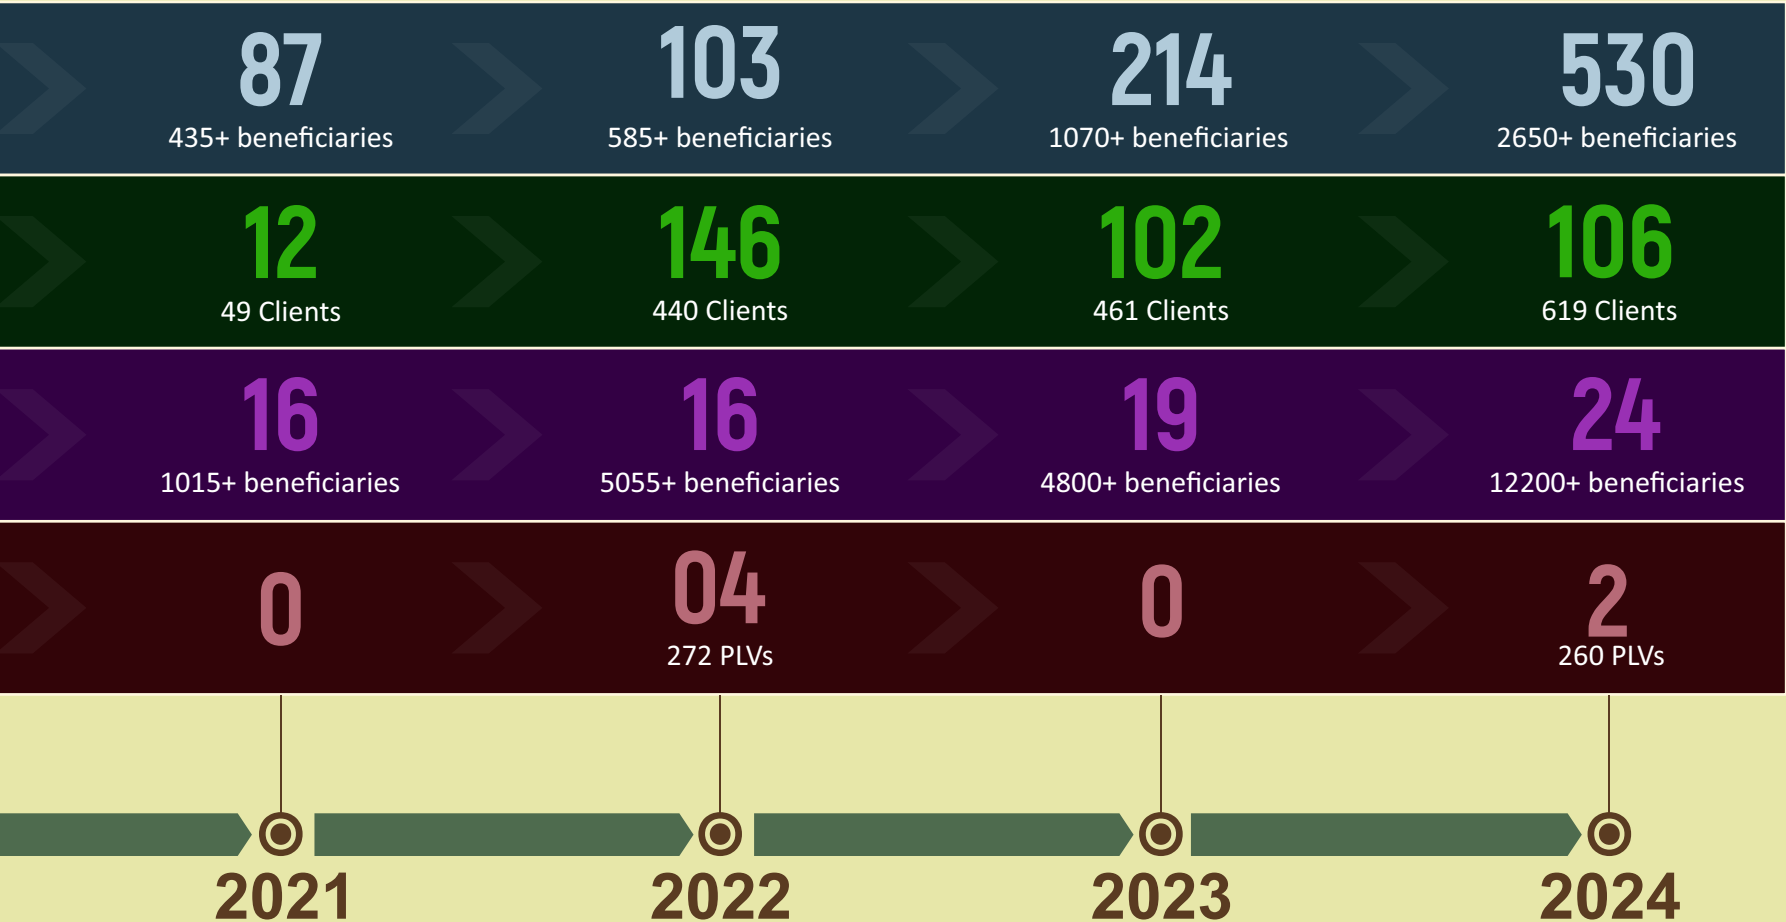 87
103
214
530
435+ beneficiaries
585+ beneficiaries
1070+ beneficiaries
2650+ beneficiaries
12
146
102
106
49 Clients
440 Clients
461 Clients
619 Clients
16
16
19
24
1015+ beneficiaries
5055+ beneficiaries
4800+ beneficiaries
12200+ beneficiaries
0
04
0
2
272 PLVs
260 PLVs
2021
2022
2023
2024